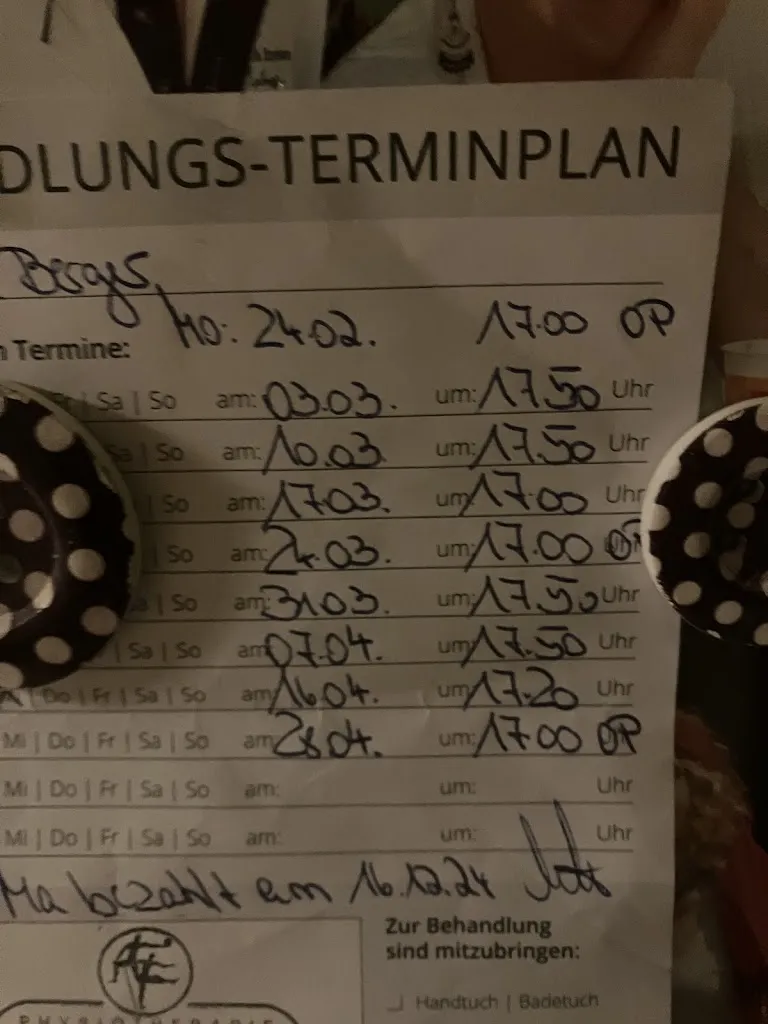 DLUNGS-TERMINPLAN
Berger,
Mo: 24.02. 17.00 OP
n Termine:
Fr | Sa | So am: 03.03. um: 17.50 Uhr
Sa | So am: 10.03. um: 17.50 Uhr
| So am: 17.03. um: 17.00 Uhr
So am: 24.03. um: 17.00 OP
a | So am: 31.03. um: 17.50 Uhr
| Sa | So am: 07.04. um: 17.50 Uhr
| Do | Fr | Sa | So am: 16.04. um: 17.20 Uhr
Mi | Do | Fr | Sa | So am: 28.04. um: 17.00 OP
Mi | Do | Fr | Sa | So am: um: Uhr
Mi | Do | Fr | Sa | So am: um: Uhr
Ma bezahlt am 16.12.24
Zur Behandlung
sind mitzubringen:
Handtuch | Badetuch
PHYSIOTHERAPIE